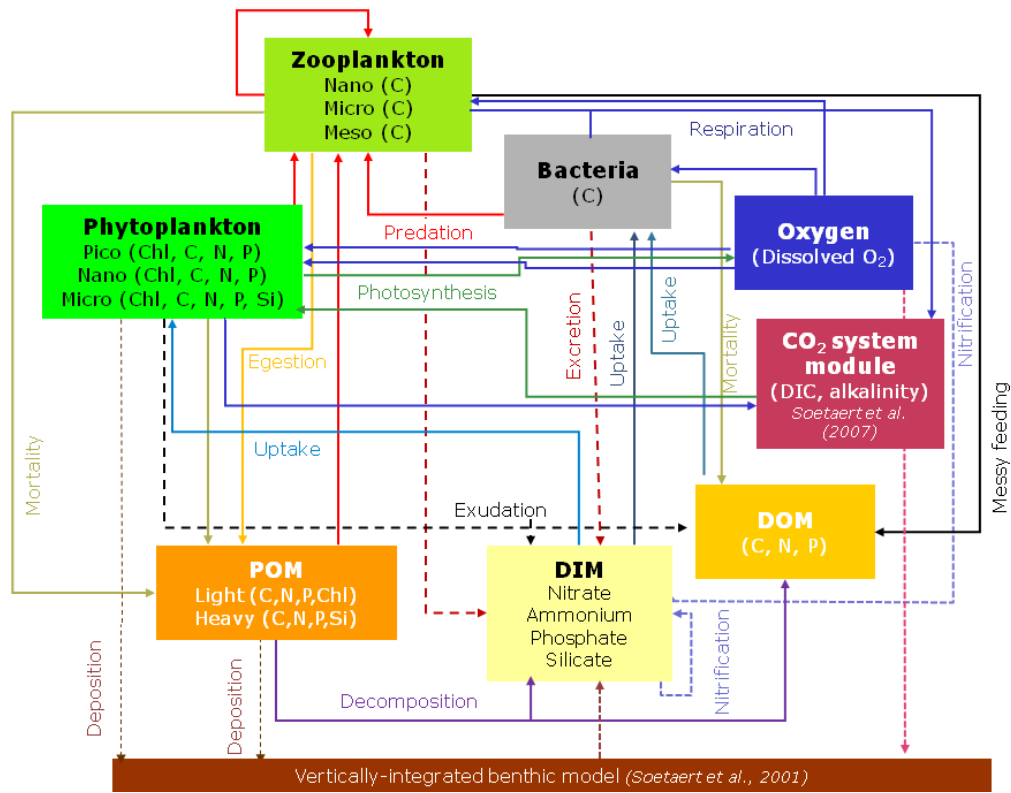 Zooplankton
Nano (C)
Micro (C)
Meso (C)
Respiration
Bacteria
(C)
Phytoplankton
Pico (Chl, C, N, P)
Nano (Chl, C, N, P)
Micro (Chl, C, N, P, Si)
Predation
Oxygen
(Dissolved O₂)
Photosynthesis
Egestion
Excretion
Uptake
Uptake
Mortality
Nitrification
CO₂ system
module
(DIC, alkalinity)
Soetaert et al.
(2007)
Messy feeding
Mortality
Uptake
Exudation
DOM
(C, N, P)
POM
Light (C,N,P,Chl)
Heavy (C,N,P,Si)
DIM
Nitrate
Ammonium
Phosphate
Silicate
Deposition
Deposition
Decomposition
Nitrification
Vertically-integrated benthic model (Soetaert et al., 2001)